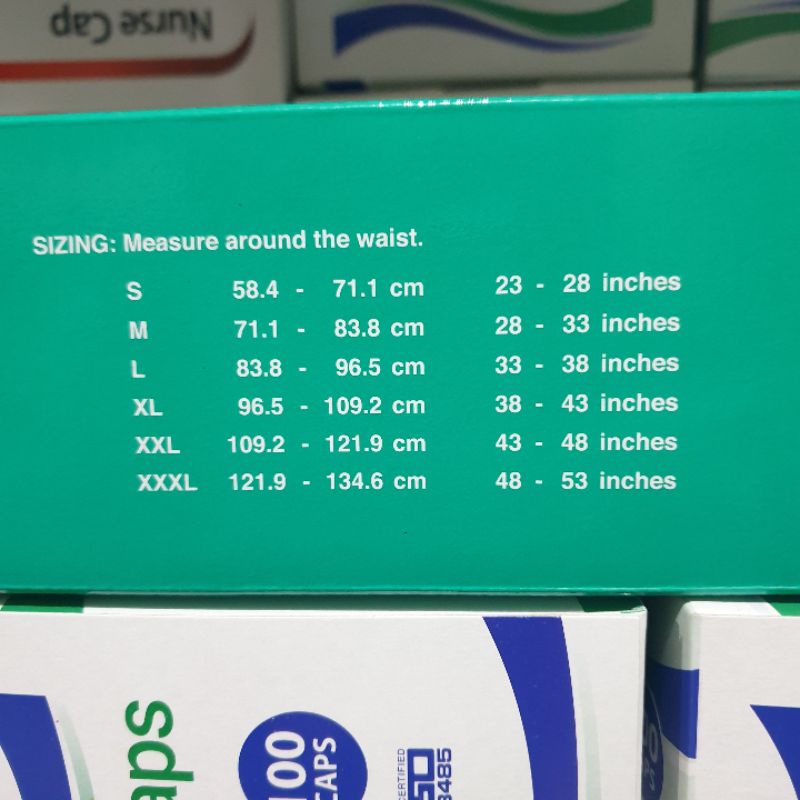 Nurse Cap
SIZING: Measure around the waist.
S 58.4 - 71.1 cm 23 - 28 inches
M 71.1 - 83.8 cm 28 - 33 inches
L 83.8 - 96.5 cm 33 - 38 inches
XL 96.5 - 109.2 cm 38 - 43 inches
XXL 109.2 - 121.9 cm 43 - 48 inches
XXXL 121.9 - 134.6 cm 48 - 53 inches
aps
100
CAPS
CERTIFIED